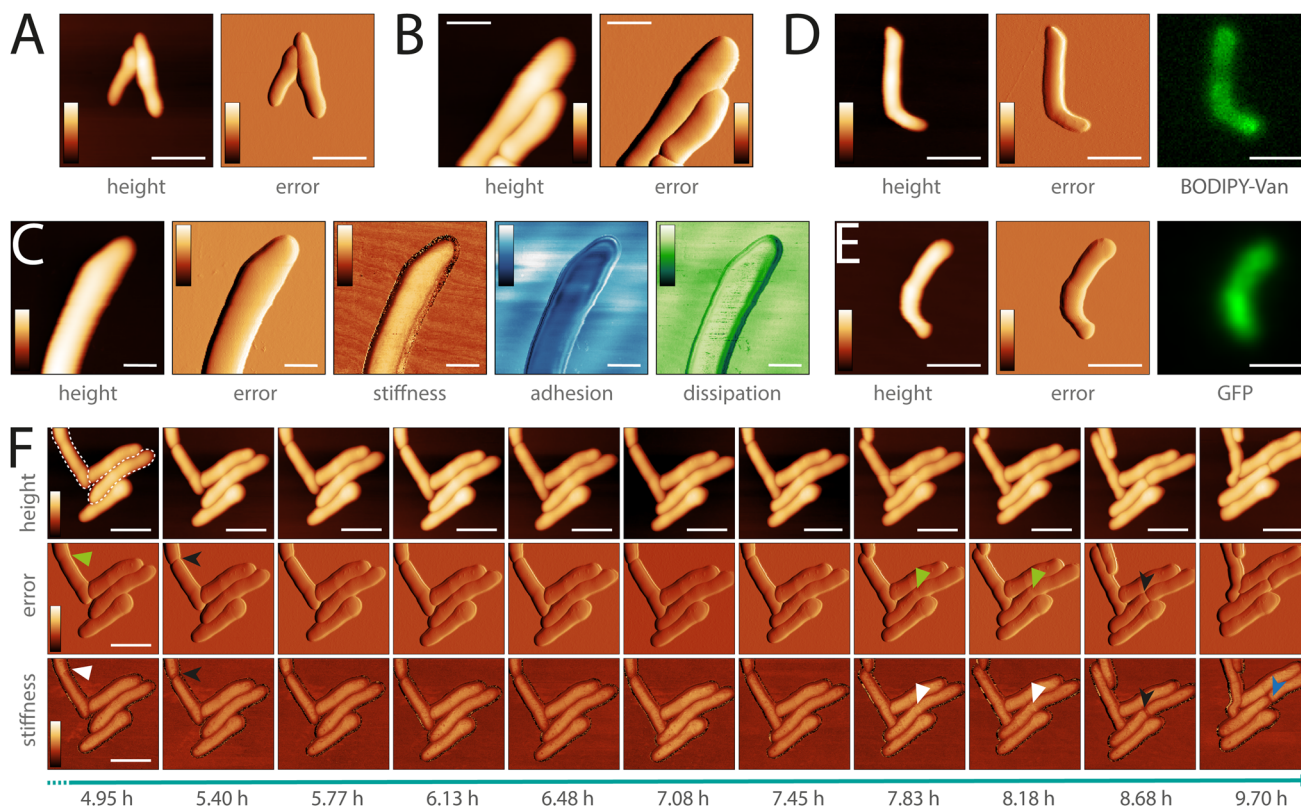 A
B
D
height
error
height
error
height
error
BODIPY-Van
C
E
height
error
stiffness
adhesion
dissipation
height
error
GFP
F
height
error
stiffness
4.95 h
5.40 h
5.77 h
6.13 h
6.48 h
7.08 h
7.45 h
7.83 h
8.18 h
8.68 h
9.70 h